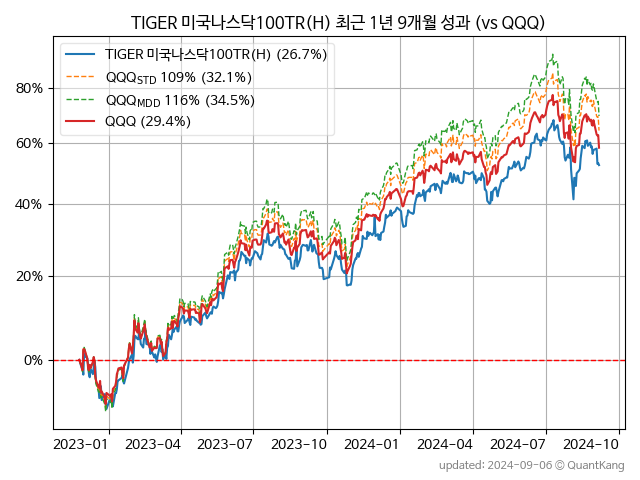 TIGER 미국나스닥100TR(H) 최근 1년 9개월 성과 (vs QQQ)
TIGER 미국나스닥100TR(H) (26.7%)
QQQSTD 109% (32.1%)
QQQMDD 116% (34.5%)
QQQ (29.4%)
80%
60%
40%
20%
0%
2023-01 2023-04 2023-07 2023-10 2024-01 2024-04 2024-07 2024-10
updated: 2024-09-06 © QuantKang